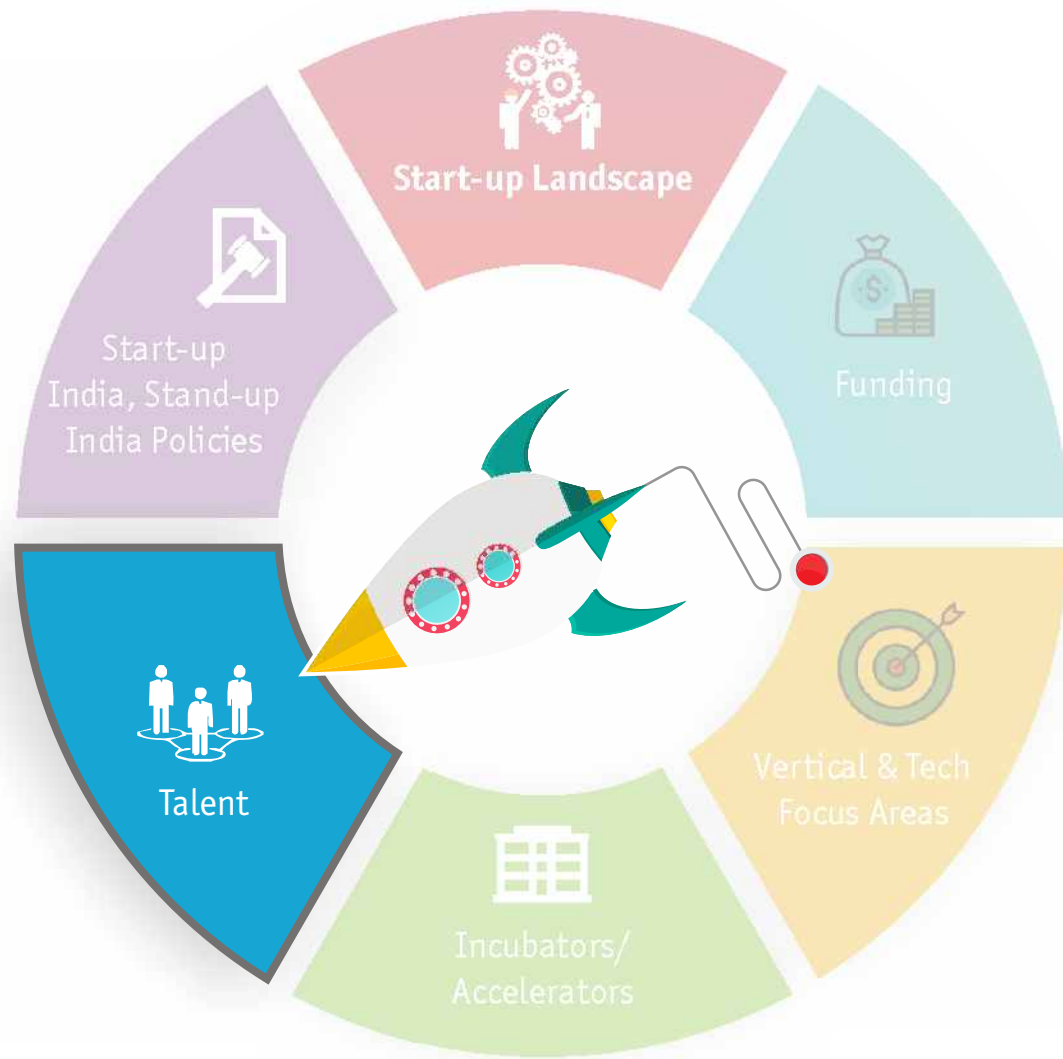 Start-up Landscape
Funding
Vertical & Tech
Focus Areas
Incubators/
Accelerators
Talent
Start-up
India, Stand-up
India Policies